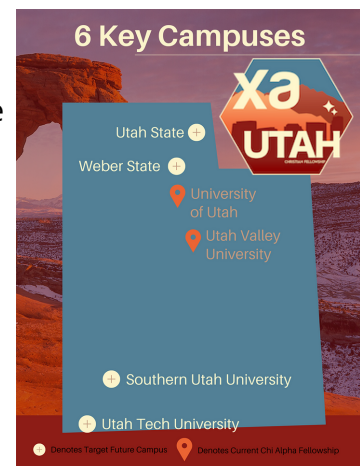 6 Key Campuses
xa
UTAH
CHRISTIAN FELLOWSHIP
e
Utah State
Weber State
University
of Utah
Utah Valley
University
Southern Utah University
Utah Tech University
Denotes Target Future Campus
Denotes Current Chi Alpha Fellowship